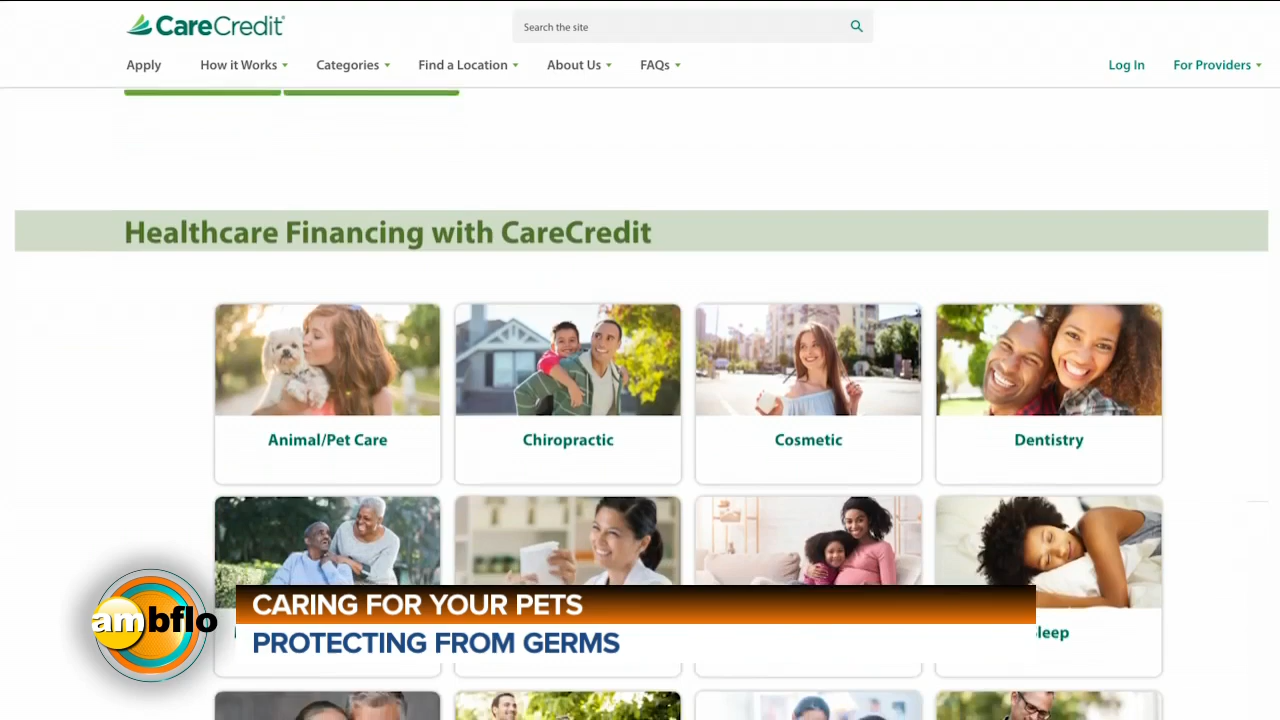 CareCredit
Search the site
Apply
How it Works
Categories
Find a Location
About Us
FAQs
Log In
For Providers
Healthcare Financing with CareCredit
Animal/Pet Care
Chiropractic
Cosmetic
Dentistry
am bflo
CARING FOR YOUR PETS
PROTECTING FROM GERMS